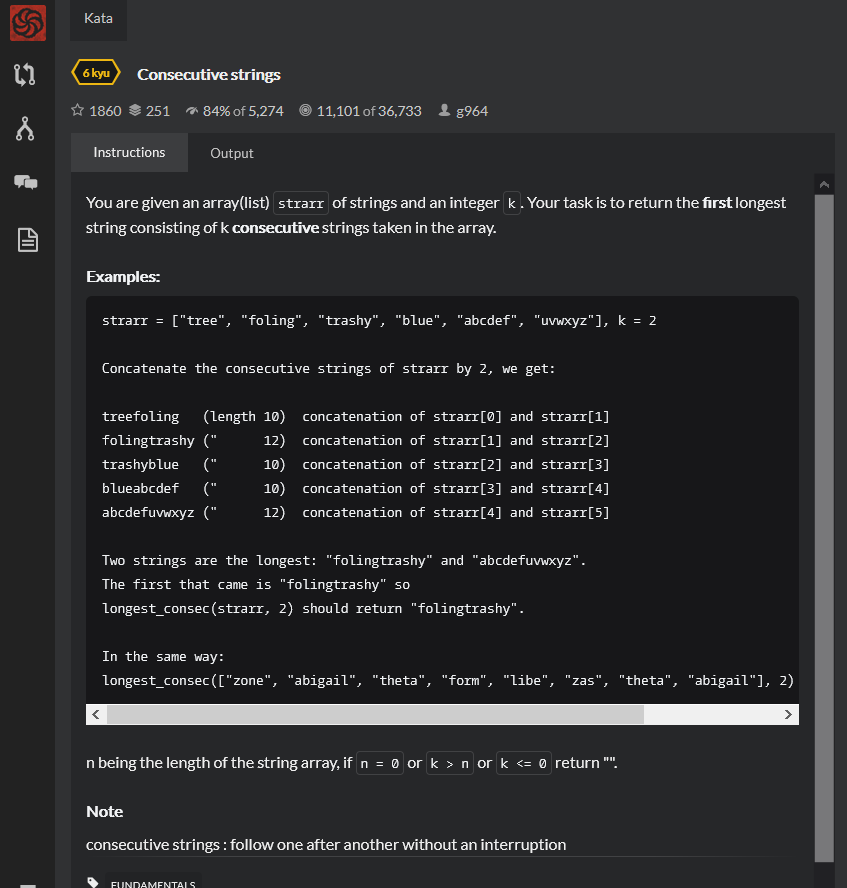 Kata
6 kyu Consecutive strings
1860 251 84% of 5,274 11,101 of 36,733 g964
Instructions Output
You are given an array(list) strarr of strings and an integer k. Your task is to return the first longest
string consisting of k consecutive strings taken in the array.
Examples:
strarr = ["tree", "foling", "trashy", "blue", "abcdef", "uvwxyz"], k = 2
Concatenate the consecutive strings of strarr by 2, we get:
treefoling   (length 10)  concatenation of strarr[0] and strarr[1]
folingtrashy ("      12)  concatenation of strarr[1] and strarr[2]
trashyblue   ("      10)  concatenation of strarr[2] and strarr[3]
blueabcdef   ("      10)  concatenation of strarr[3] and strarr[4]
abcdefuvwxyz ("      12)  concatenation of strarr[4] and strarr[5]
Two strings are the longest: "folingtrashy" and "abcdefuvwxyz".
The first that came is "folingtrashy" so
longest_consec(strarr, 2) should return "folingtrashy".
In the same way:
longest_consec(["zone", "abigail", "theta", "form", "libe", "zas", "theta", "abigail"], 2)
n being the length of the string array, if n = 0 or k > n or k <= 0 return "".
Note
consecutive strings : follow one after another without an interruption
FUNDAMENTALS